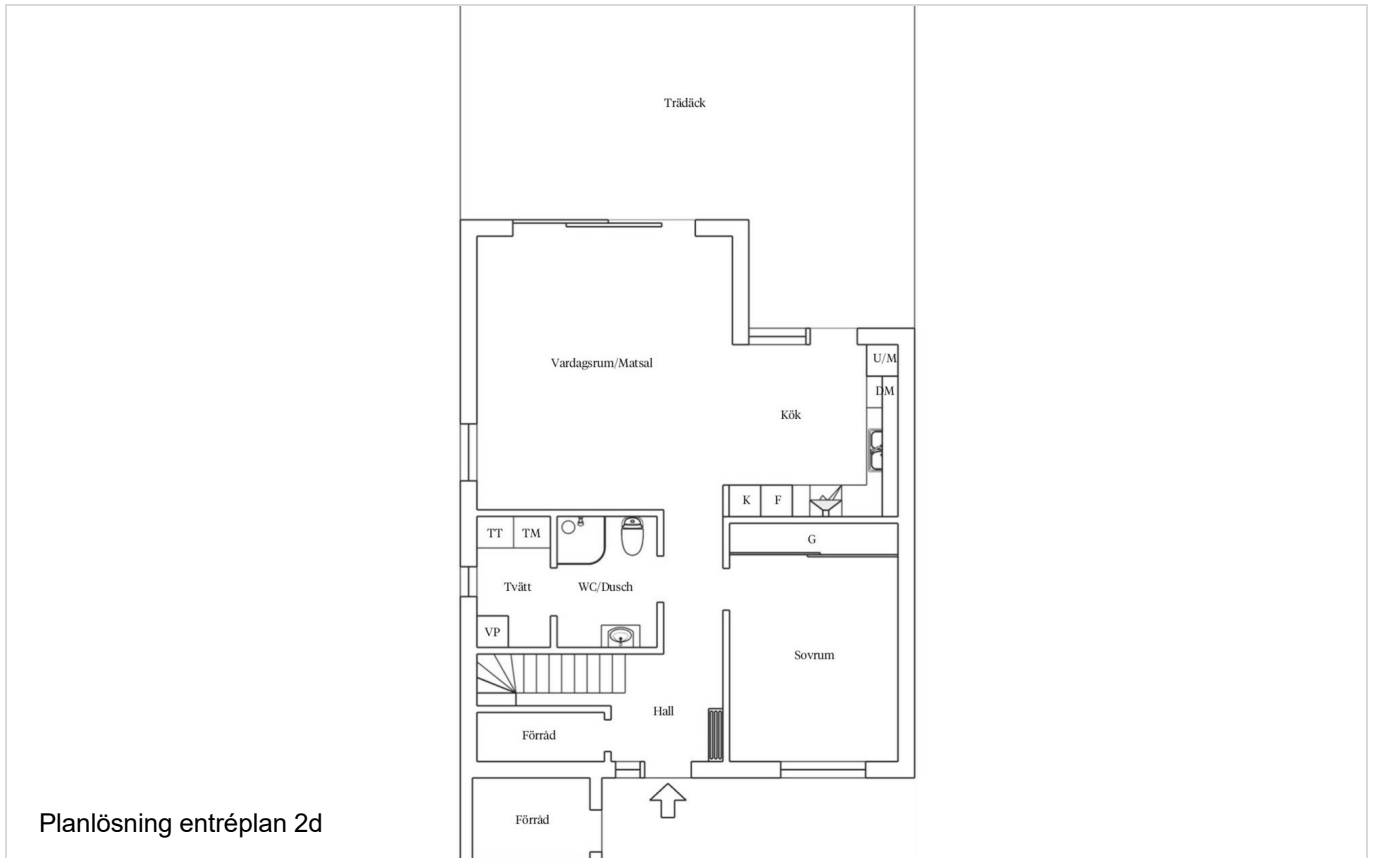 Trädäck
Vardagsrum/Matsal
U/M
DM
Kök
K
F
TT
TM
G
Tvätt
WC/Dusch
VP
Sovrum
Hall
Förråd
Förråd
Planlösning entréplan 2d